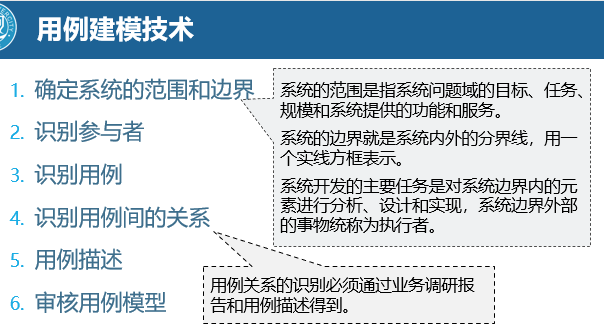 用例建模技术
1. 确定系统的范围和边界
2. 识别参与者
3. 识别用例
4. 识别用例间的关系
5. 用例描述
6. 审核用例模型
系统的范围是指系统问题域的目标、任务、
规模和系统提供的功能和服务。
系统的边界就是系统内外的分界线，用一
个实线方框表示。
系统开发的主要任务是对系统边界内的元
素进行分析、设计和实现，系统边界外部
的事物统称为执行者。
用例关系的识别必须通过业务调研报
告和用例描述得到。